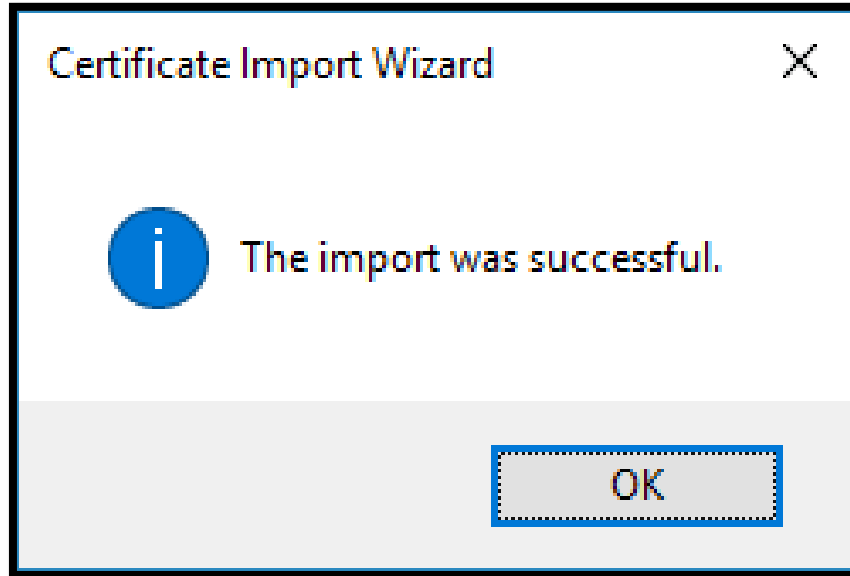 Certificate Import Wizard
The import was successful.
OK